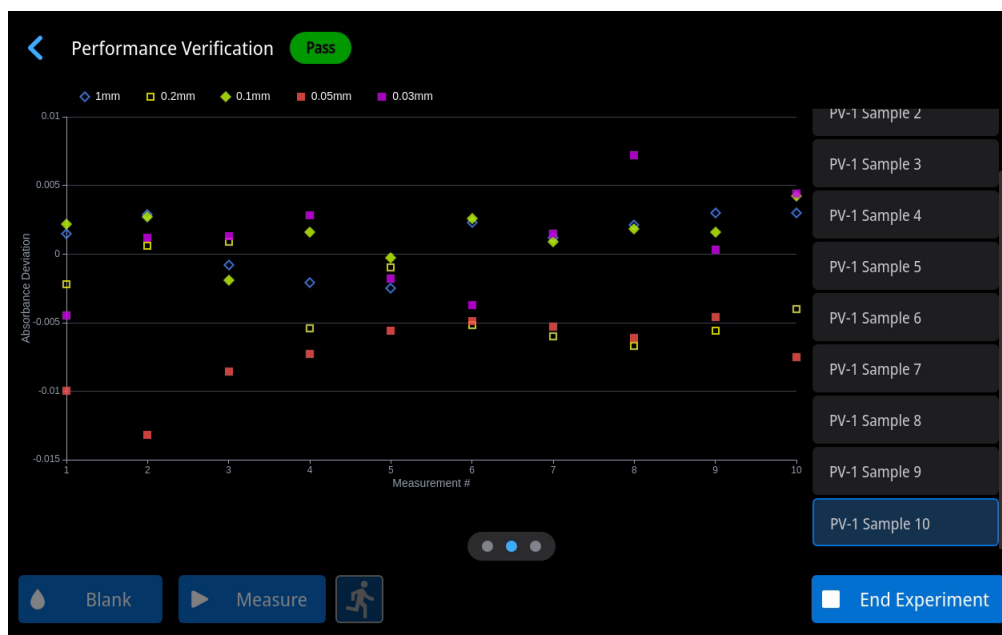 Performance Verification Pass
1mm 0.2mm 0.1mm 0.05mm 0.03mm
0.01
0.005
0
-0.005
-0.01
-0.015
Absorbance Deviation
1 2 3 4 5 6 7 8 9 10
Measurement #
PV-1 Sample 2
PV-1 Sample 3
PV-1 Sample 4
PV-1 Sample 5
PV-1 Sample 6
PV-1 Sample 7
PV-1 Sample 8
PV-1 Sample 9
PV-1 Sample 10
Blank
Measure
End Experiment